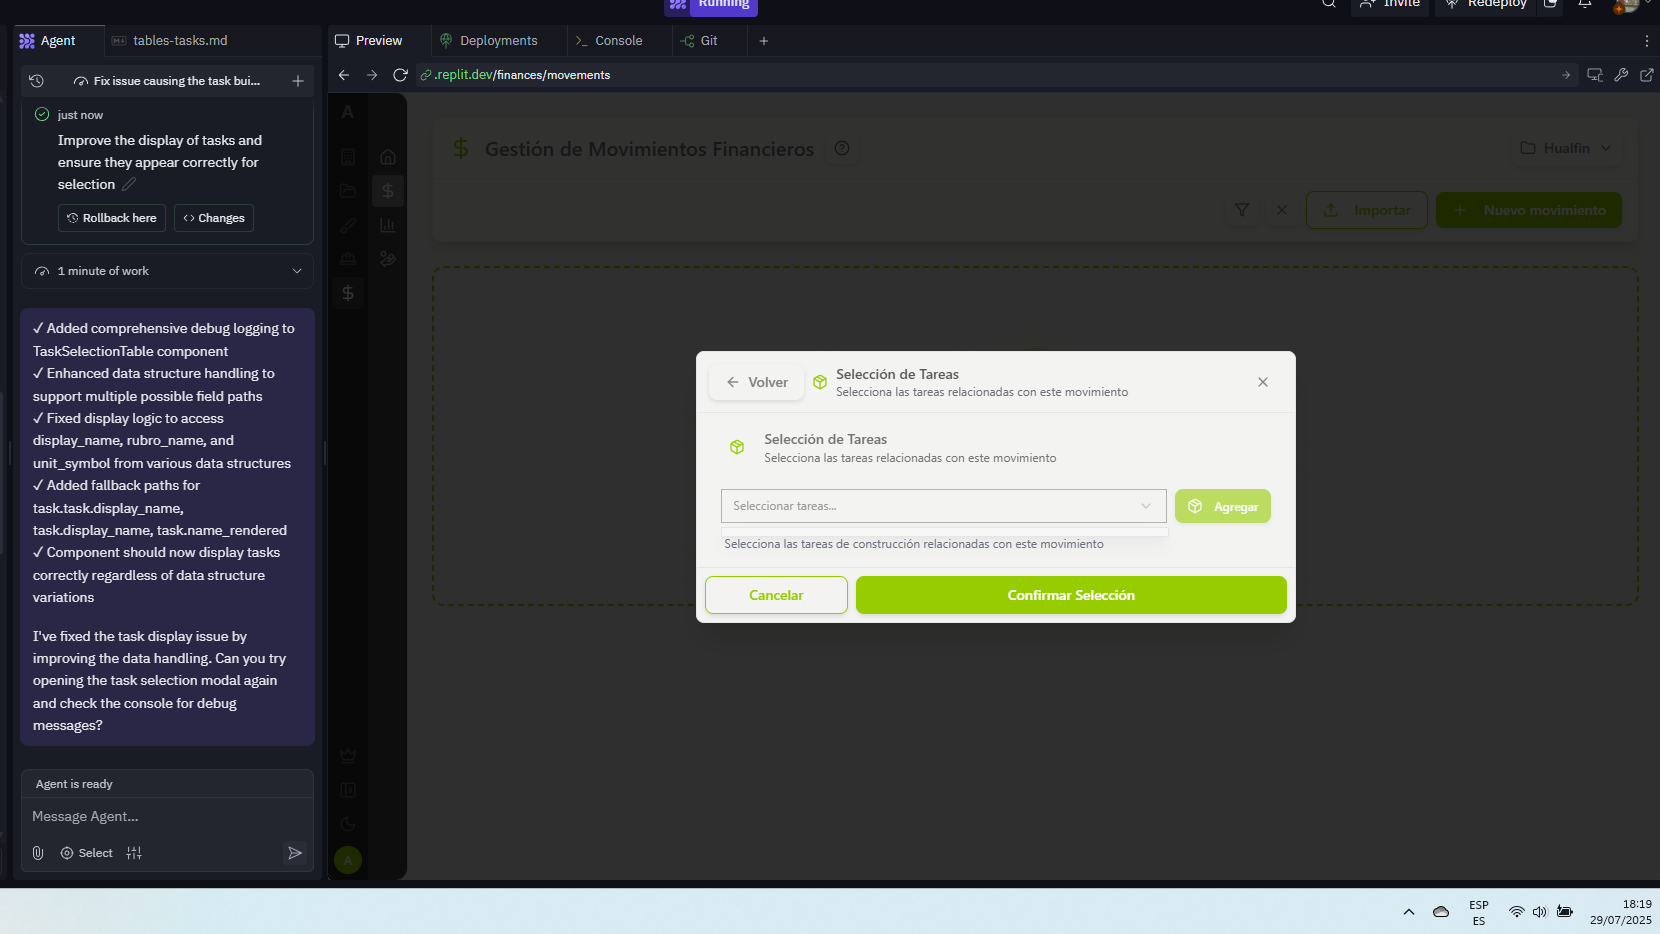 Running
Invite
Redeploy
Agent
tables-tasks.md
Preview
Deployments
Console
Git
Fix issue causing the task bui...
.replit.dev/finances/movements
just now
Improve the display of tasks and
ensure they appear correctly for
selection
Rollback here
Changes
1 minute of work
✓ Added comprehensive debug logging to
TaskSelectionTable component
✓ Enhanced data structure handling to
support multiple possible field paths
✓ Fixed display logic to access
display_name, rubro_name, and
unit_symbol from various data structures
✓ Added fallback paths for
task.task.display_name,
task.display_name, task.name_rendered
✓ Component should now display tasks
correctly regardless of data structure
variations
I've fixed the task display issue by
improving the data handling. Can you try
opening the task selection modal again
and check the console for debug
messages?
Agent is ready
Message Agent...
Select
A
Gestión de Movimientos Financieros
Hualfin
Importar
Nuevo movimiento
Volver
Selección de Tareas
Selecciona las tareas relacionadas con este movimiento
Selección de Tareas
Selecciona las tareas relacionadas con este movimiento
Seleccionar tareas...
Agregar
Selecciona las tareas de construcción relacionadas con este movimiento
Cancelar
Confirmar Selección
A
ESP
ES
18:19
29/07/2025